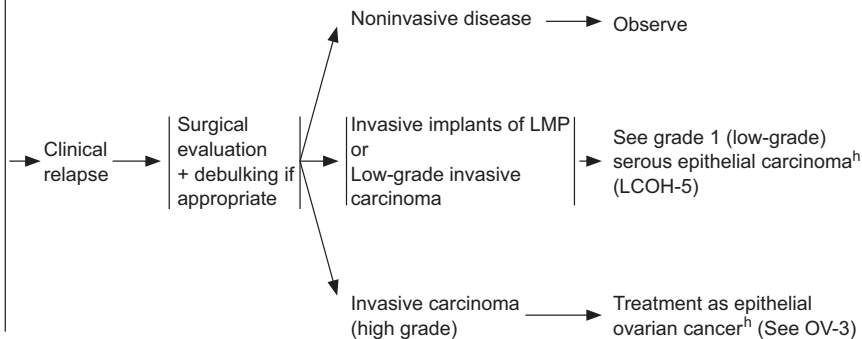 Noninvasive disease
Observe
Clinical
relapse
Surgical
evaluation
+ debulking if
appropriate
Invasive implants of LMP
or
Low-grade invasive
carcinoma
See grade 1 (low-grade)
serous epithelial carcinomaʰ
(LCOH-5)
Invasive carcinoma
(high grade)
Treatment as epithelial
ovarian cancerʰ (See OV-3)